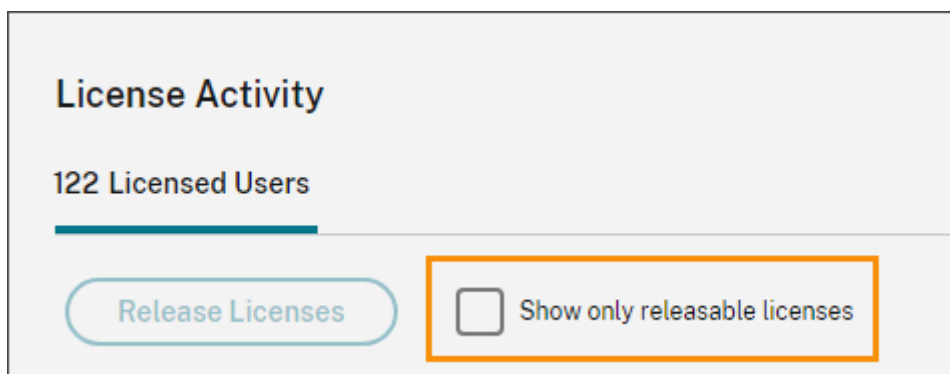 License Activity
122 Licensed Users
Release Licenses
Show only releasable licenses